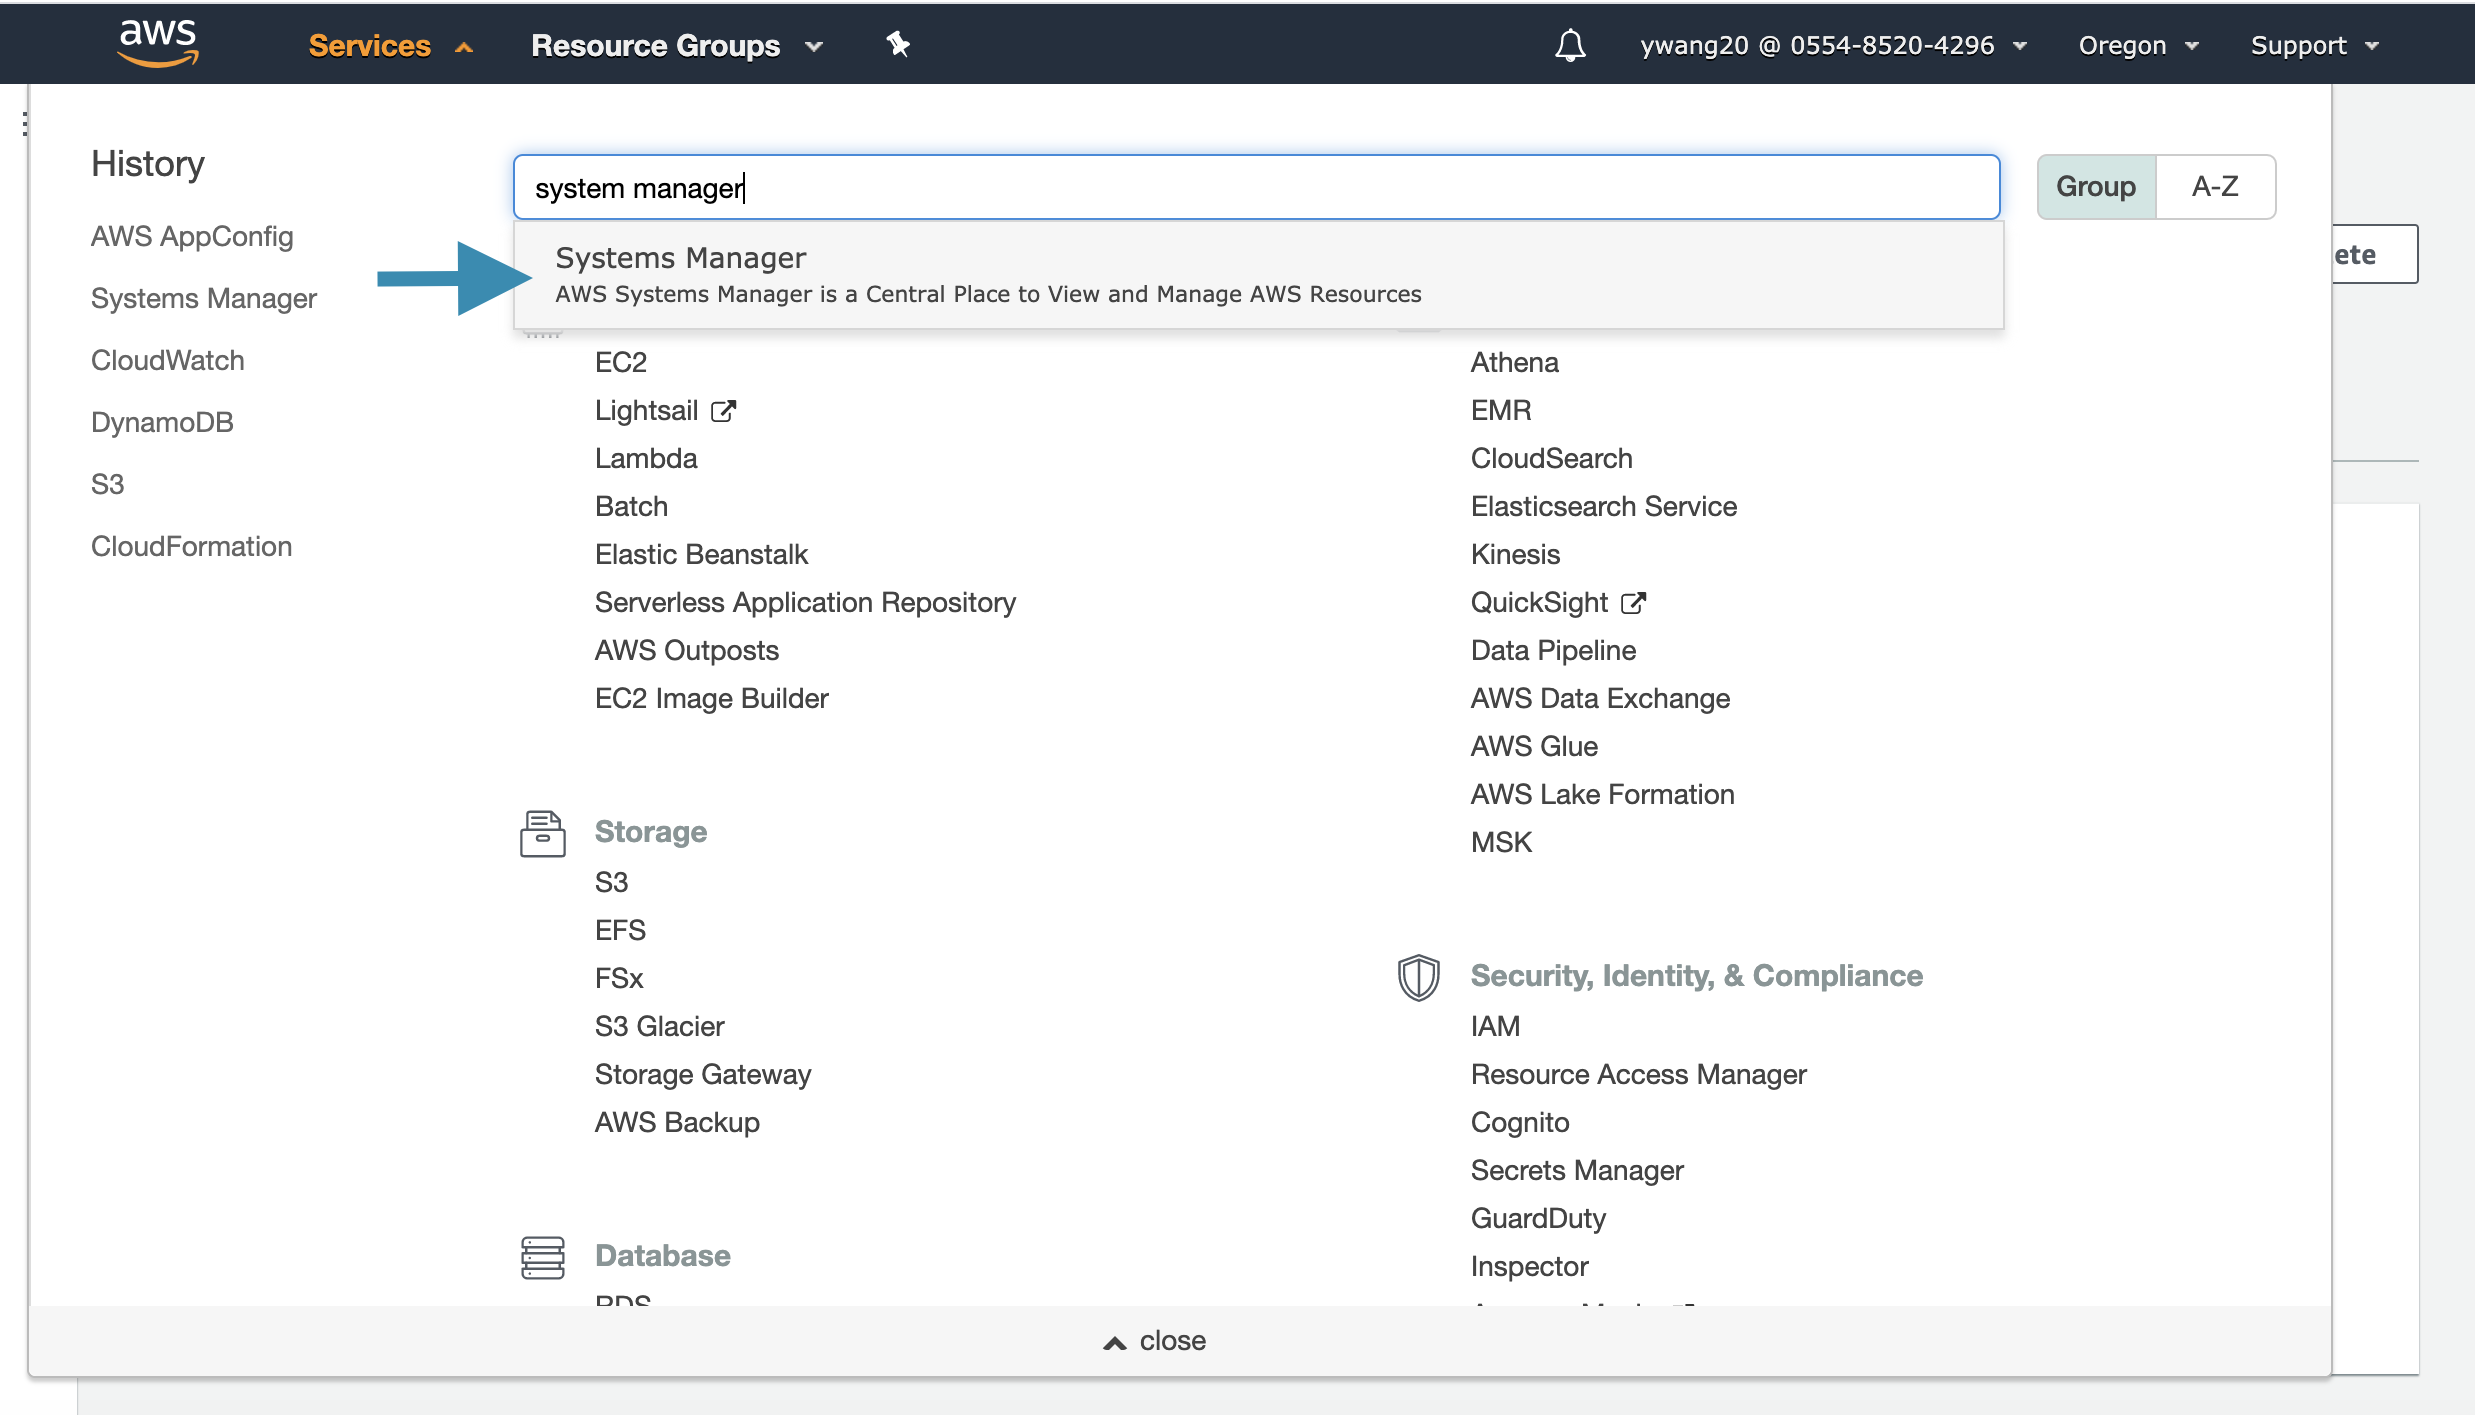 aws
Services
Resource Groups
ywang20 @ 0554-8520-4296
Oregon
Support
History
AWS AppConfig
Systems Manager
CloudWatch
DynamoDB
S3
CloudFormation
system manager
Group
A-Z
ete
Systems Manager
AWS Systems Manager is a Central Place to View and Manage AWS Resources
EC2
Lightsail
Lambda
Batch
Elastic Beanstalk
Serverless Application Repository
AWS Outposts
EC2 Image Builder
Storage
S3
EFS
FSx
S3 Glacier
Storage Gateway
AWS Backup
Database
RDS
Athena
EMR
CloudSearch
Elasticsearch Service
Kinesis
QuickSight
Data Pipeline
AWS Data Exchange
AWS Glue
AWS Lake Formation
MSK
Security, Identity, & Compliance
IAM
Resource Access Manager
Cognito
Secrets Manager
GuardDuty
Inspector
close